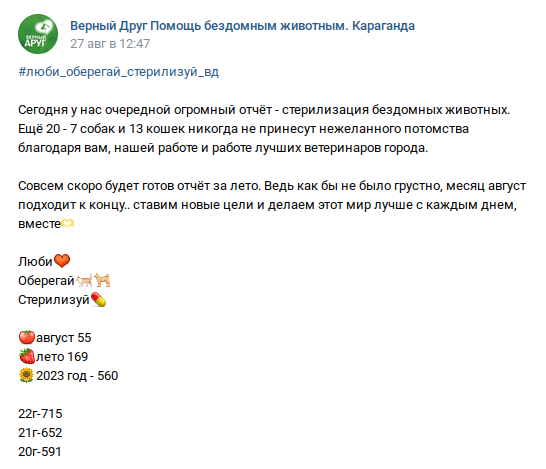 ВЕРНЫЙ
ДРУГ
Верный Друг Помощь бездомным животным. Караганда
27 авг в 12:47
#люби_оберегай_стерилизуй_вд
Сегодня у нас очередной огромный отчёт - стерилизация бездомных животных.
Ещё 20 - 7 собак и 13 кошек никогда не принесут нежеланного потомства
благодаря вам, нашей работе и работе лучших ветеринаров города.
Совсем скоро будет готов отчёт за лето. Ведь как бы не было грустно, месяц август
подходит к концу.. ставим новые цели и делаем этот мир лучше с каждым днем,
вместе🫶
Люби❤️
Оберегай🐈🐕
Стерилизуй💊
🍅август 55
🍓лето 169
🌻2023 год - 560
22г-715
21г-652
20г-591